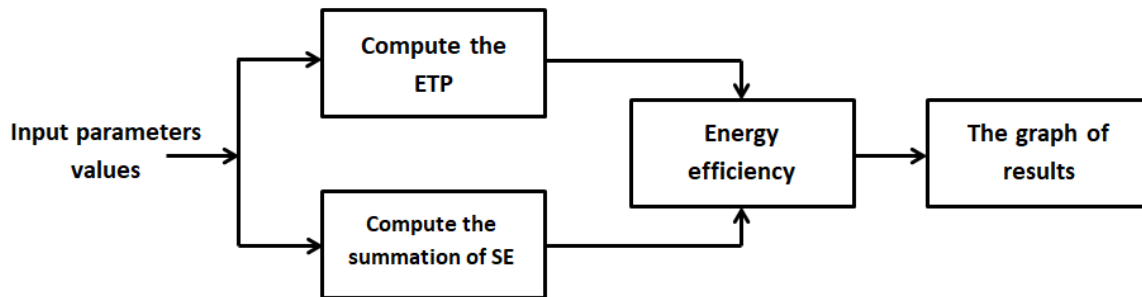 Input parameters
values
Compute the
ETP
Compute the
summation of SE
Energy
efficiency
The graph of
results